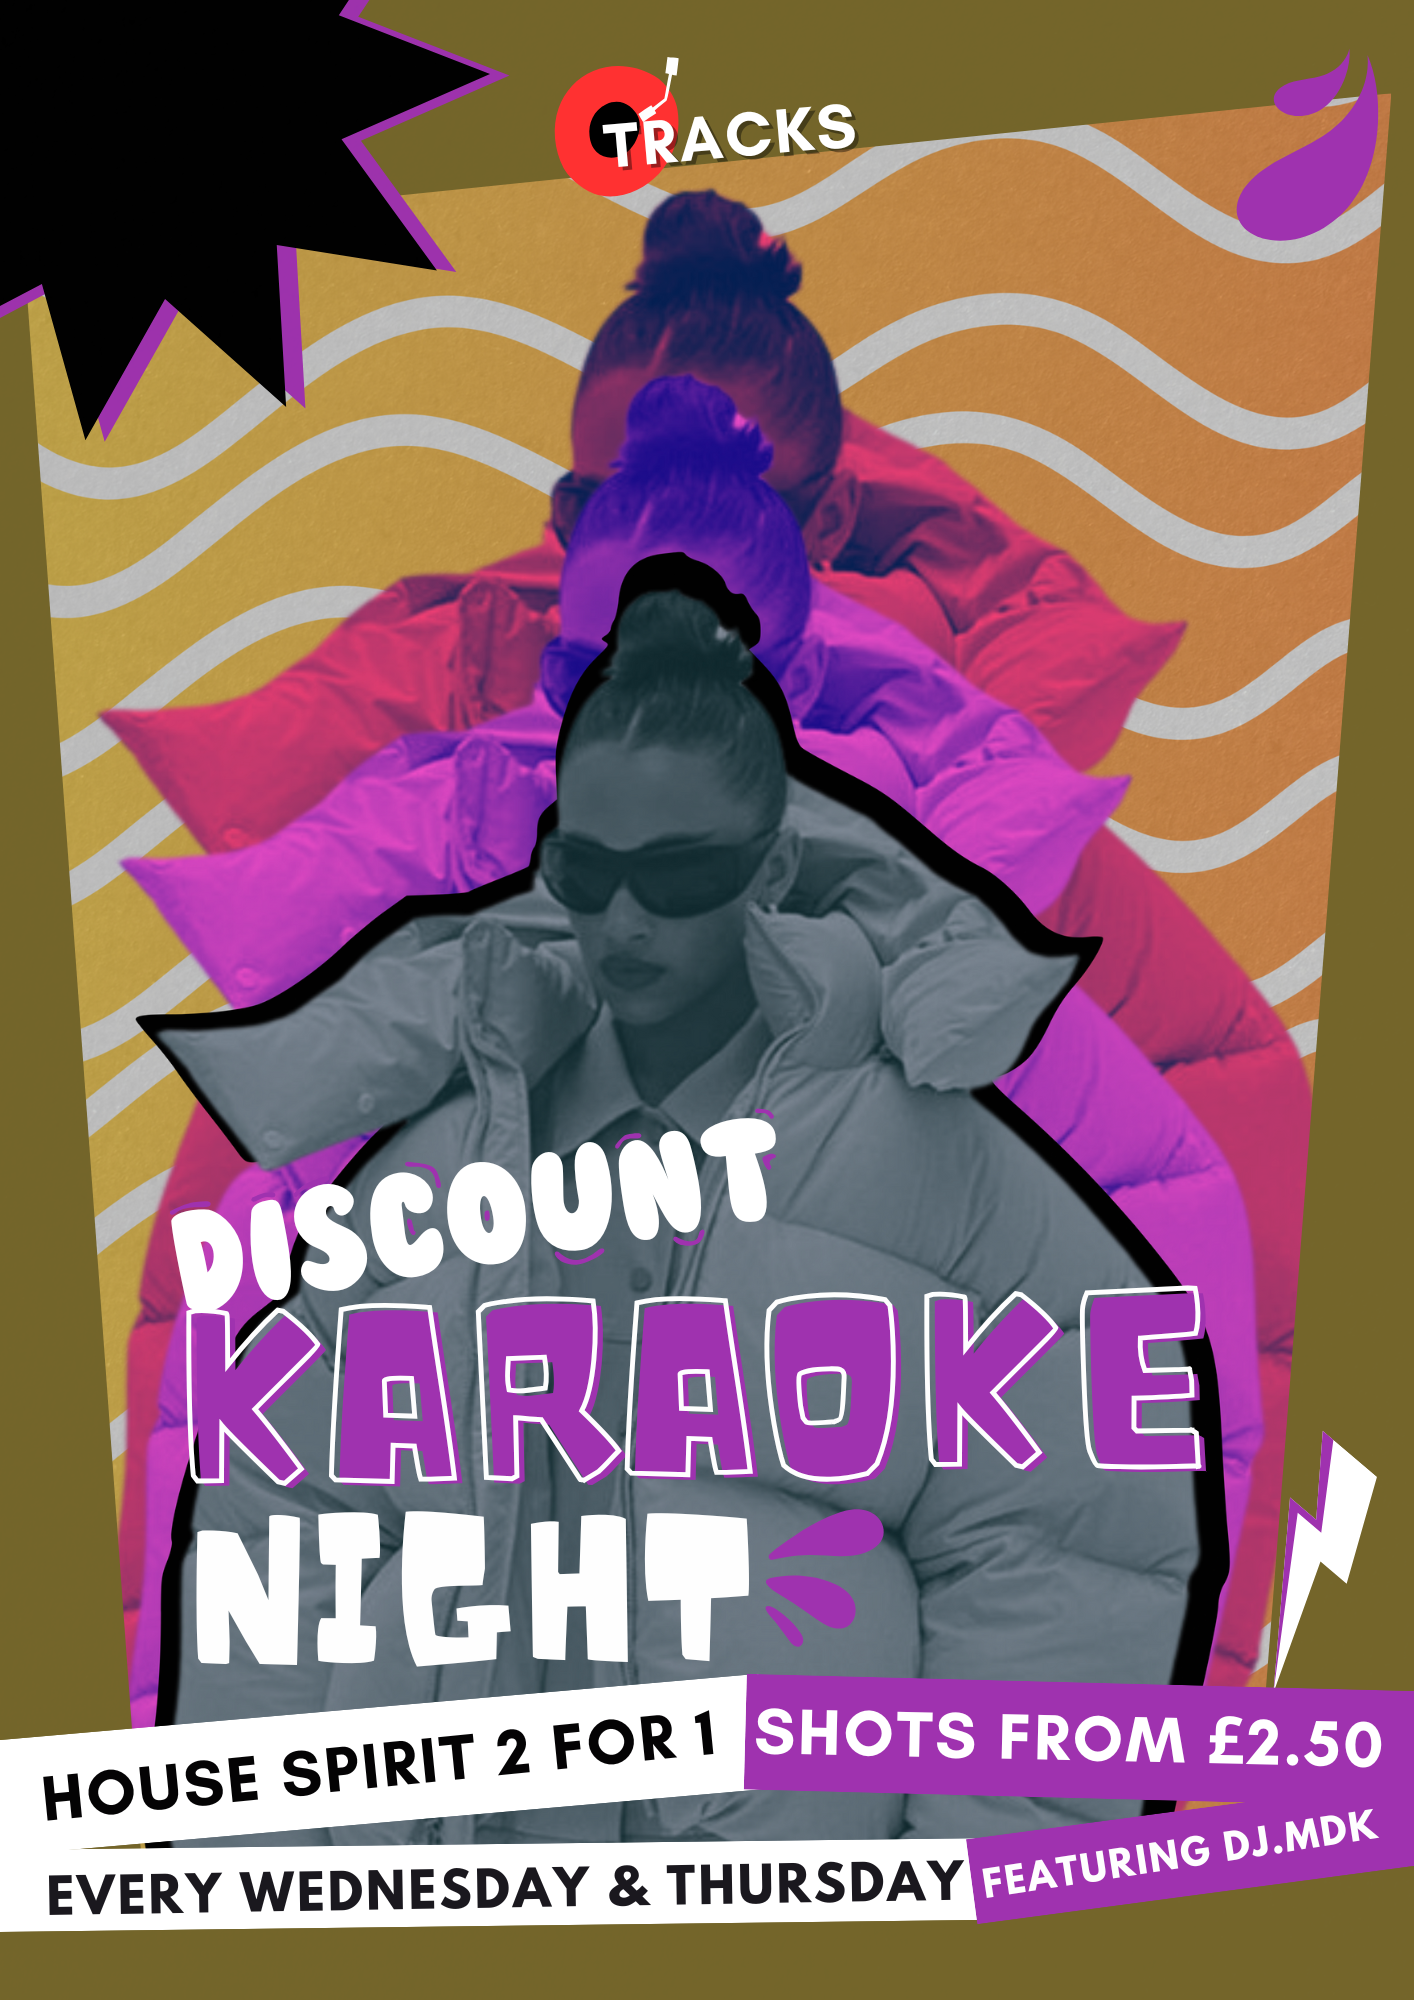 TRACKS
DISCOUNT
KARAOKE
NIGHT
HOUSE SPIRIT 2 FOR 1
SHOTS FROM £2.50
EVERY WEDNESDAY & THURSDAY
FEATURING DJ.MDK